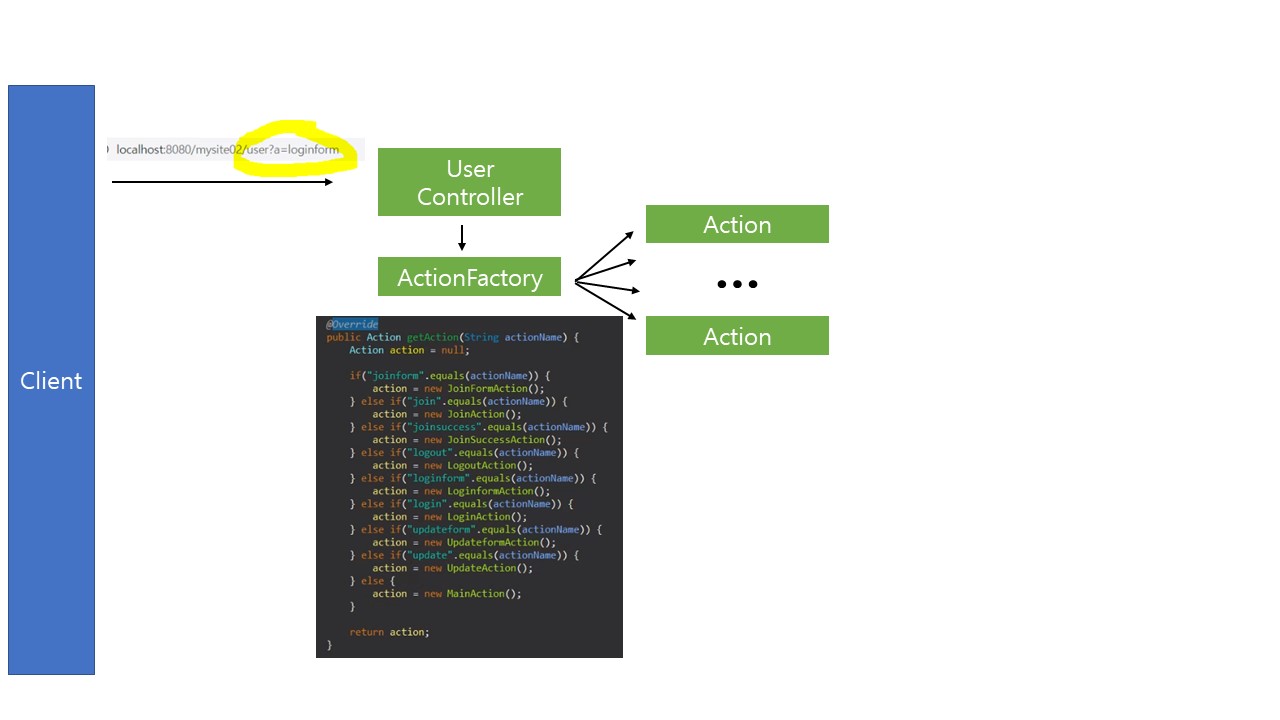 localhost:8080/mysite02/user?a=loginform
User
Controller
Action
ActionFactory
...
Action
Client
@Override
public Action getAction(String actionName) {
Action action = null;
if("joinform".equals(actionName)) {
action = new JoinFormAction();
} else if("join".equals(actionName)) {
action = new JoinAction();
} else if("joinsuccess".equals(actionName)) {
action = new JoinSuccessAction();
} else if("logout".equals(actionName)) {
action = new LogoutAction();
} else if("loginform".equals(actionName)) {
action = new LoginformAction();
} else if("login".equals(actionName)) {
action = new LoginAction();
} else if("updateform".equals(actionName)) {
action = new UpdateformAction();
} else if("update".equals(actionName)) {
action = new UpdateAction();
} else {
action = new MainAction();
}
return action;
}